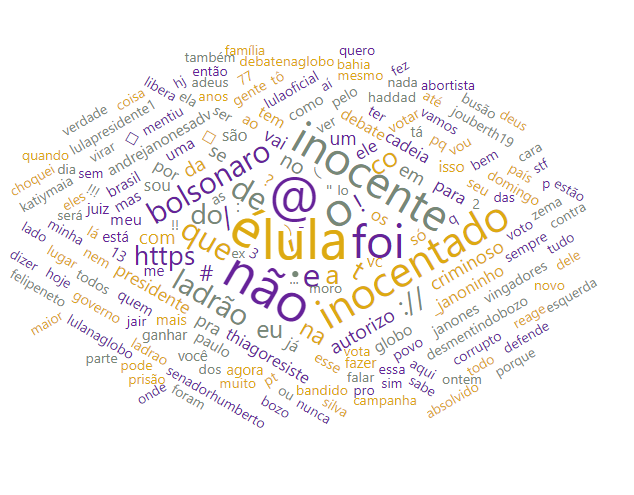 @
élula
não
inocente
inocentado
foi
o
que
bolsonaro
de
ladrão
https
://
do
e
a
t
na
co
#
|
!
eu
autorizo
criminoso
_janoninho
presidente
thiagoresiste
globo
em
para
um
no
se
da
por
com
vai
uma
são
sou
cadeia
ele
debate
isso
os
vc
só
andrejanonesadv
lulapresidente1
família
debatenaglobo
bahia
quero
também
então
adeus
77
tô
lulaoficial
ai
mesmo
fez
nada
abortista
libera
hj
ela
anos
gente
como
pelo
haddad
até
busão
deus
verdade
coisa
mentiu
ser
ao
tem
ver
ter
votar
vamos
jouberth19
virar
quando
choquei
dia
sem
katiymaia
eles
!!!
brasil
mas
juiz
meu
será
minha
lá
está
!!
as
?
(
"
lo
tá
pq
vou
bem
cara
stf
seu
domingo
país
p
estão
q
2
das
voto
zema
contra
lado
dizer
lugar
nem
13
me
ex
3
...
moro
sempre
tudo
hoje
todos
quem
felipeneto
governo
jair
mais
pra
já
janones
vingadores
novo
dele
desmentindobozo
reage
esquerda
maior
lulanaglobo
ladrao
ganhar
paulo
você
esse
vota
fazer
povo
aqui
corrupto
defende
parte
pode
prisão
dos
agora
pt
falar
essa
sim
sabe
ontem
todo
porque
onde
senadorhumberto
foram
muito
bozo
ou
nunca
bandido
silva
pro
campanha
absolvido